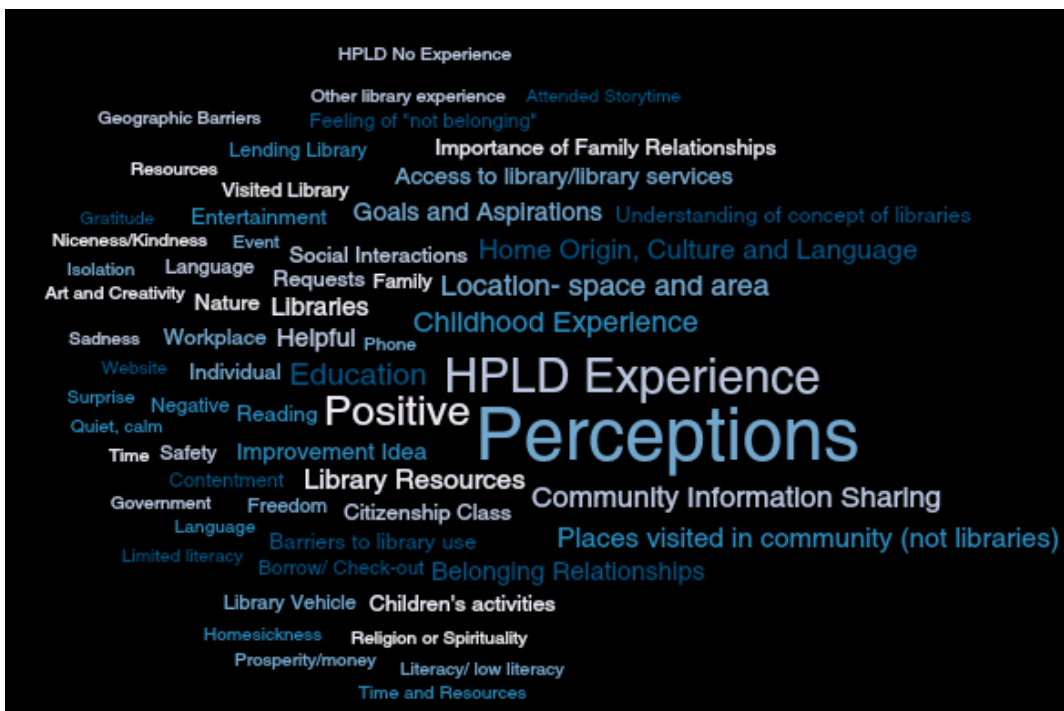 HPLD No Experience
Other library experience Attended Storytime
Geographic Barriers Feeling of "not belonging"
Lending Library Importance of Family Relationships
Resources Access to library/library services
Visited Library
Gratitude Entertainment Goals and Aspirations Understanding of concept of libraries
Niceness/Kindness Event Social Interactions Home Origin, Culture and Language
Isolation Language Requests Family Location- space and area
Art and Creativity Nature Libraries
Childhood Experience
Sadness Workplace Helpful Phone
Website Individual Education HPLD Experience
Surprise Negative Reading Positive Perceptions
Quiet, calm
Time Safety Improvement Idea
Contentment Library Resources Community Information Sharing
Government Freedom Citizenship Class
Language Barriers to library use Places visited in community (not libraries)
Limited literacy Borrow/ Check-out Belonging Relationships
Library Vehicle Children's activities
Homesickness Religion or Spirituality
Prosperity/money Literacy/ low literacy
Time and Resources